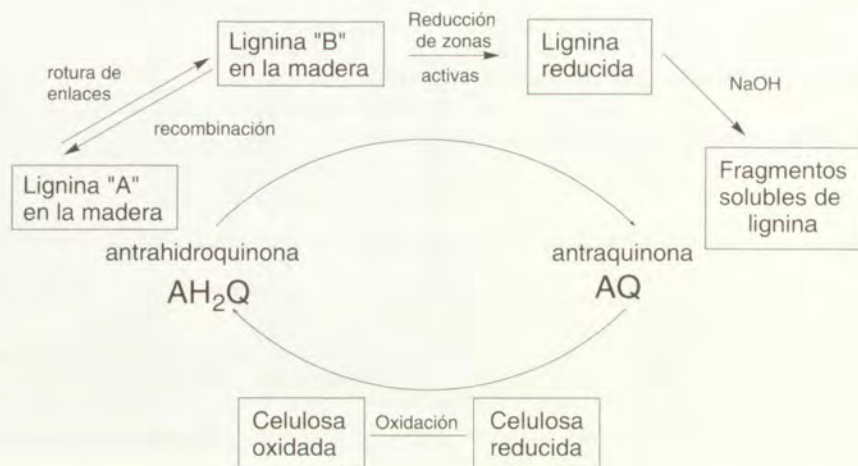 Lignina "B"
en la madera
Reducción
de zonas
activas
Lignina
reducida
rotura de
enlaces
recombinación
NaOH
Lignina "A"
en la madera
Fragmentos
solubles de
lignina
antrahidroquinona
AH₂Q
antraquinona
AQ
Celulosa
oxidada
Oxidación
Celulosa
reducida